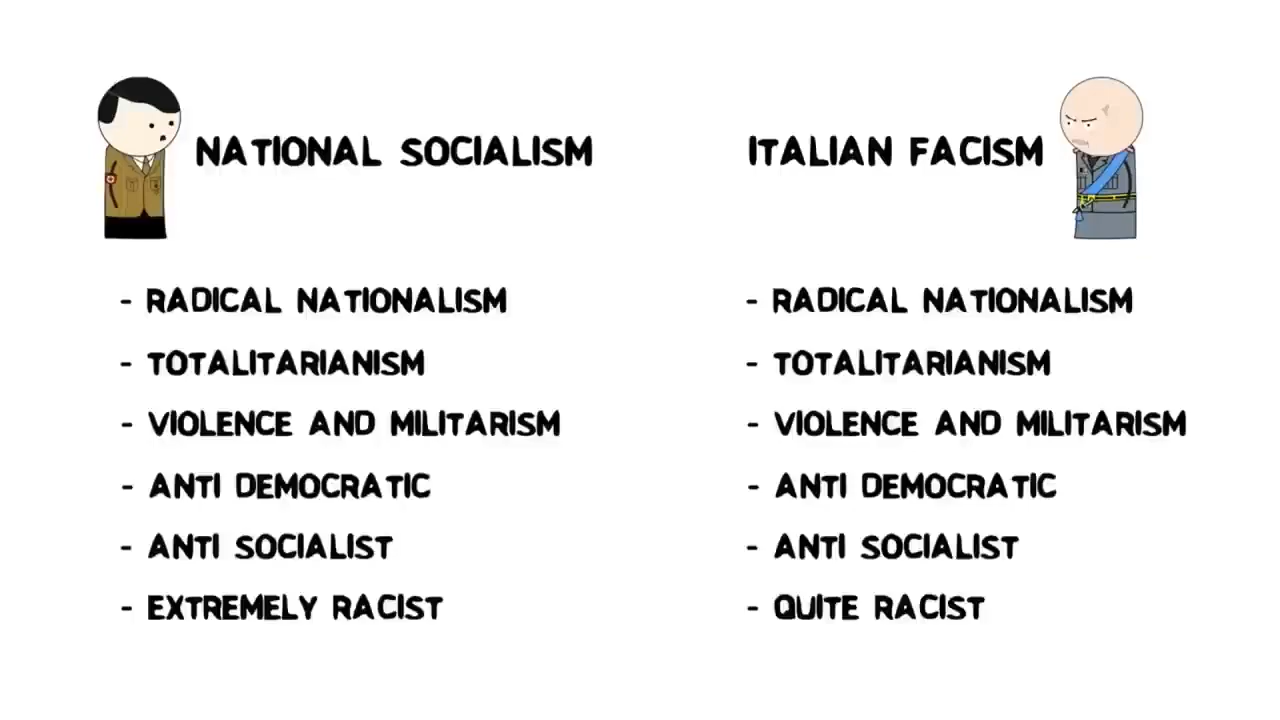 NATIONAL SOCIALISM
- RADICAL NATIONALISM
- TOTALITARIANISM
- VIOLENCE AND MILITARISM
- ANTI DEMOCRATIC
- ANTI SOCIALIST
- EXTREMELY RACIST
ITALIAN FACISM
- RADICAL NATIONALISM
- TOTALITARIANISM
- VIOLENCE AND MILITARISM
- ANTI DEMOCRATIC
- ANTI SOCIALIST
- QUITE RACIST